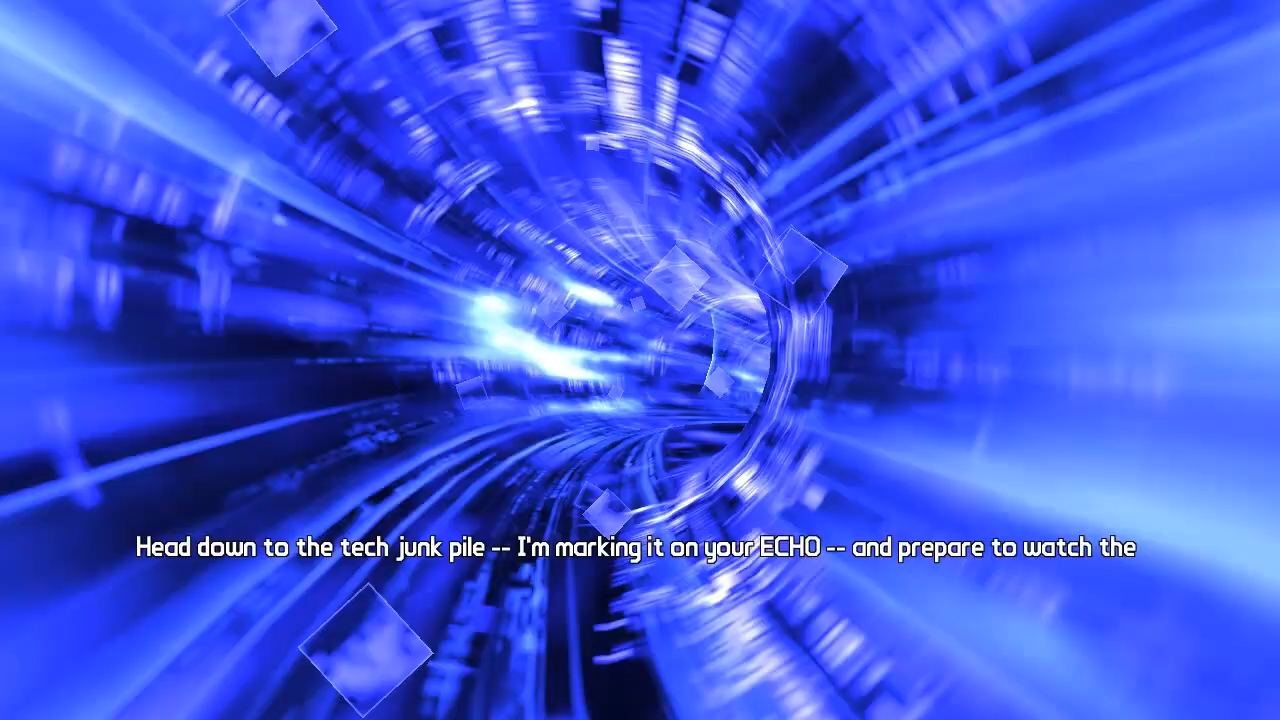 Head down to the tech junk pile -- I'm marking it on your ECHO -- and prepare to watch the